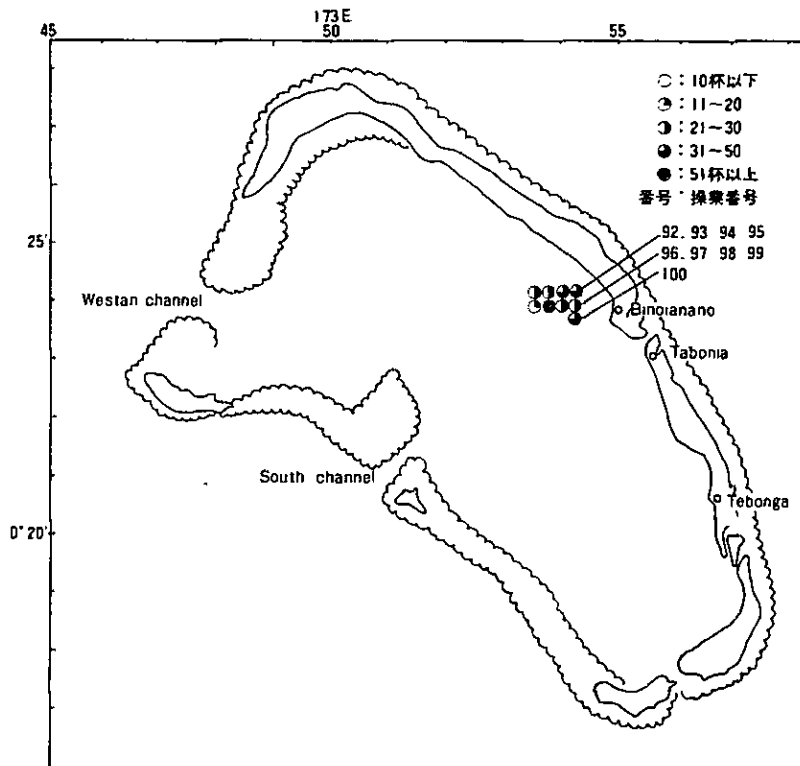 173 E
45 50 55
○ : 10杯以下
◔ : 11~20
◑ : 21~30
◕ : 31~50
● : 51杯以上
番号 : 操業番号
92. 93 94 95
25'
96. 97 98 99
100
Westan channel
Binoianano
Tabonia
South channel
Tebonga
0° 20'